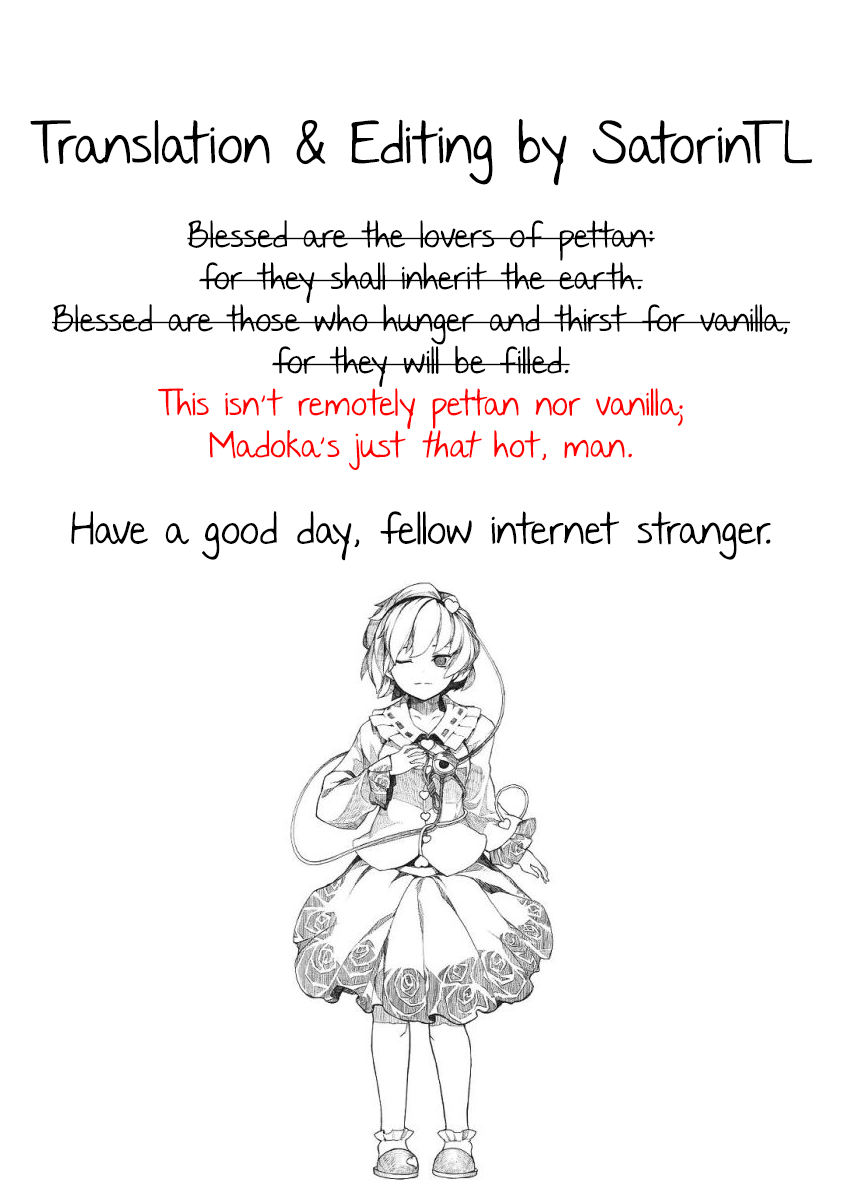 Translation & Editing by SatorinTL
Blessed are the lovers of pettan:
for they shall inherit the earth.
Blessed are those who hunger and thirst for vanilla,
for they will be filled.
This isn't remotely pettan nor vanilla;
Madoka's just that hot, man.
Have a good day, fellow internet stranger.